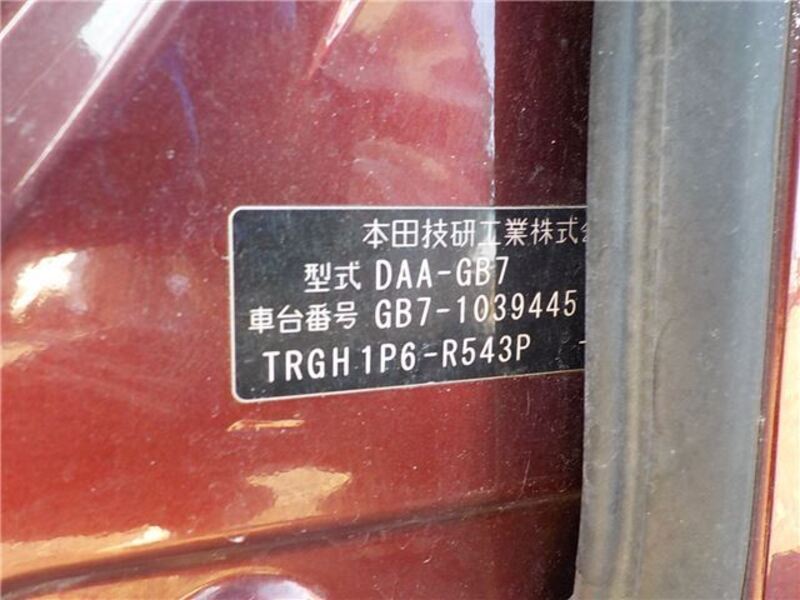 本田技研工業株式
型式 DAA-GB7
車台番号 GB7-1039445
TRGH1P6-R543P